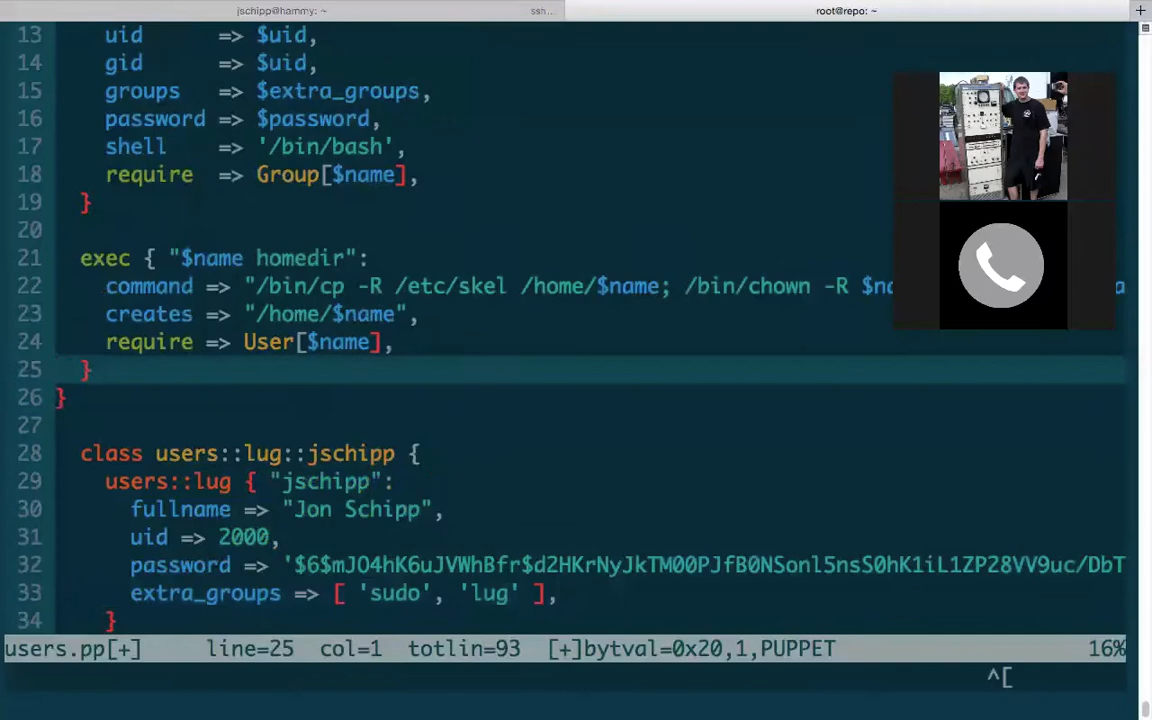 jschipp@hammy: ~
ssh...
root@repo: ~
+
13 uid => $uid,
14 gid => $uid,
15 groups => $extra_groups,
16 password => $password,
17 shell => '/bin/bash',
18 require => Group[$name],
19 }
20
21 exec { "$name homedir":
22 command => "/bin/cp -R /etc/skel /home/$name; /bin/chown -R $na a
23 creates => "/home/$name",
24 require => User[$name],
25 }
26 }
27
28 class users::lug::jschipp {
29 users::lug { "jschipp":
30 fullname => "Jon Schipp",
31 uid => 2000,
32 password => '$6$mJO4hK6uJVWhBfr$d2HKrNyJkTM00PJfB0NSonl5nsS0hK1iL1ZP28VV9uc/DbT
33 extra_groups => [ 'sudo', 'lug' ],
34 }
users.pp[+] line=25 col=1 totlin=93 [+]bytval=0x20,1,PUPPET 16%
^[